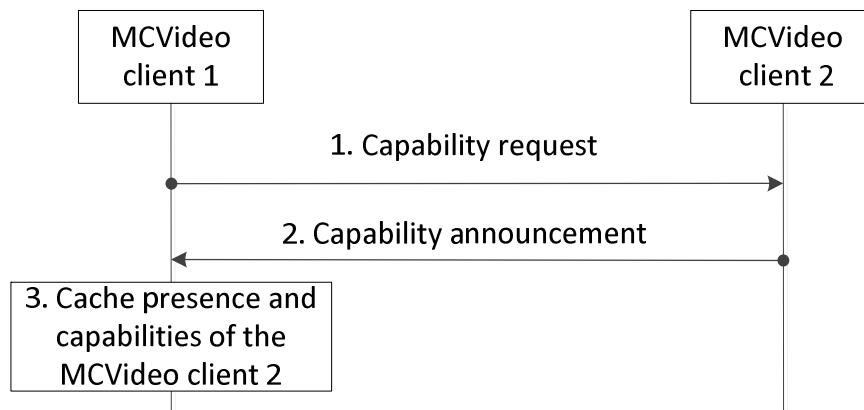 MCVideo
client 1
MCVideo
client 2
1. Capability request
2. Capability announcement
3. Cache presence and
capabilities of the
MCVideo client 2